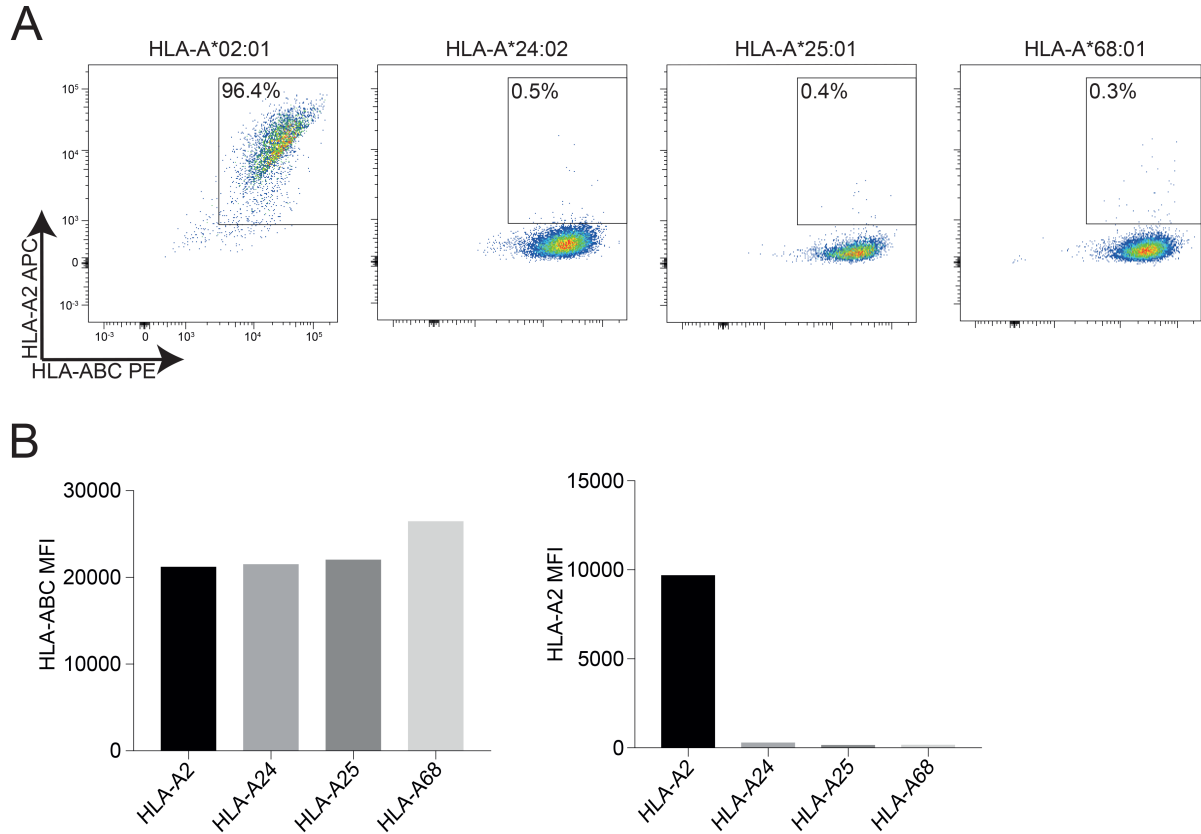 A
HLA-A*02:01
HLA-A*24:02
HLA-A*25:01
HLA-A*68:01
96.4%
0.5%
0.4%
0.3%
10⁵
10⁴
10³
0
10⁻³
10⁻³
0
10³
10⁴
10⁵
HLA-A2 APC
HLA-ABC PE
B
30000
20000
10000
0
HLA-ABC MFI
HLA-A2
HLA-A24
HLA-A25
HLA-A68
15000
10000
5000
0
HLA-A2 MFI
HLA-A2
HLA-A24
HLA-A25
HLA-A68